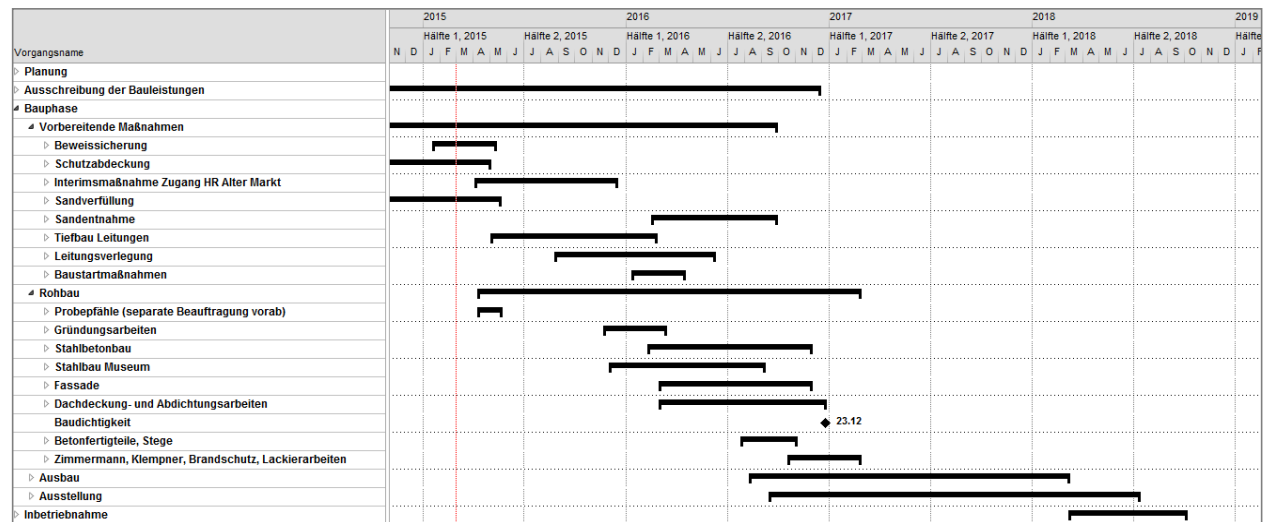 2015 2016 2017 2018 2019
Hälfte 1, 2015 Hälfte 2, 2015 Hälfte 1, 2016 Hälfte 2, 2016 Hälfte 1, 2017 Hälfte 2, 2017 Hälfte 1, 2018 Hälfte 2, 2018 Hälfte
Vorgangsname N D J F M A M J J A S O N D J F M A M J J A S O N D J F M A M J J A S O N D J F M A M J J A S O N D J F
Planung
Ausschreibung der Bauleistungen
Bauphase
Vorbereitende Maßnahmen
Beweissicherung
Schutzabdeckung
Interimsmaßnahme Zugang HR Alter Markt
Sandverfüllung
Sandentnahme
Tiefbau Leitungen
Leitungsverlegung
Baustartmaßnahmen
Rohbau
Probepfähle (separate Beauftragung vorab)
Gründungsarbeiten
Stahlbetonbau
Stahlbau Museum
Fassade
Dachdeckung- und Abdichtungsarbeiten
Baudichtigkeit 23.12
Betonfertigteile, Stege
Zimmermann, Klempner, Brandschutz, Lackierarbeiten
Ausbau
Ausstellung
Inbetriebnahme